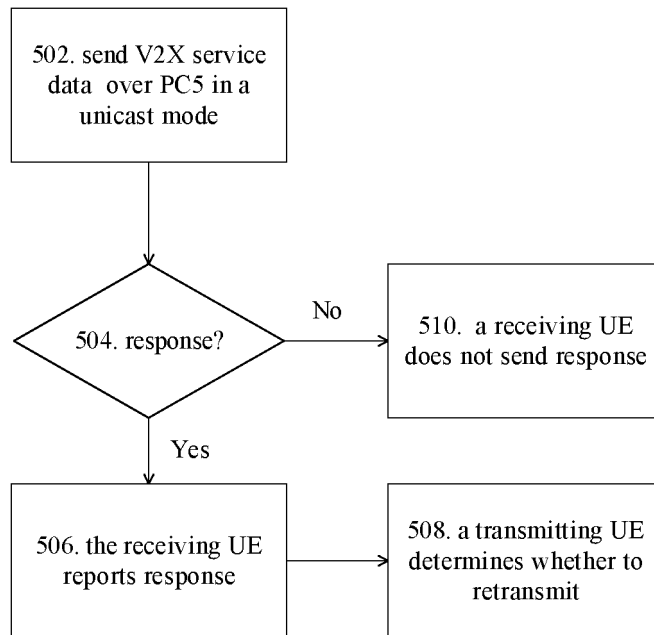 502. send V2X service
data over PC5 in a
unicast mode
504. response?
No
510. a receiving UE
does not send response
Yes
506. the receiving UE
reports response
508. a transmitting UE
determines whether to
retransmit